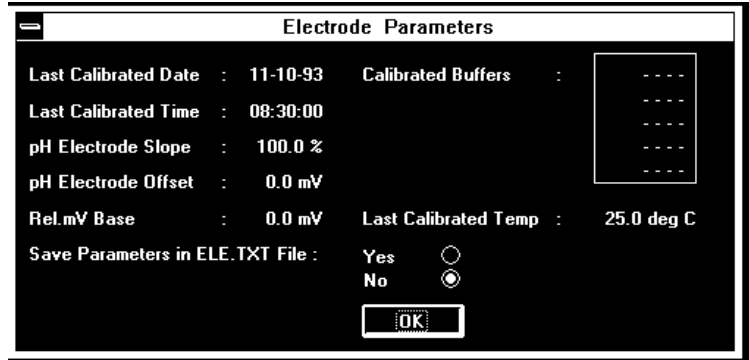 Electrode Parameters
Last Calibrated Date : 11-10-93 Calibrated Buffers : - - - -
- - - -
Last Calibrated Time : 08:30:00
- - - -
pH Electrode Slope : 100.0 %
- - - -
pH Electrode Offset : 0.0 mV
- - - -
Rel.mV Base : 0.0 mV Last Calibrated Temp : 25.0 deg C
Save Parameters in ELE.TXT File : Yes
No
OK